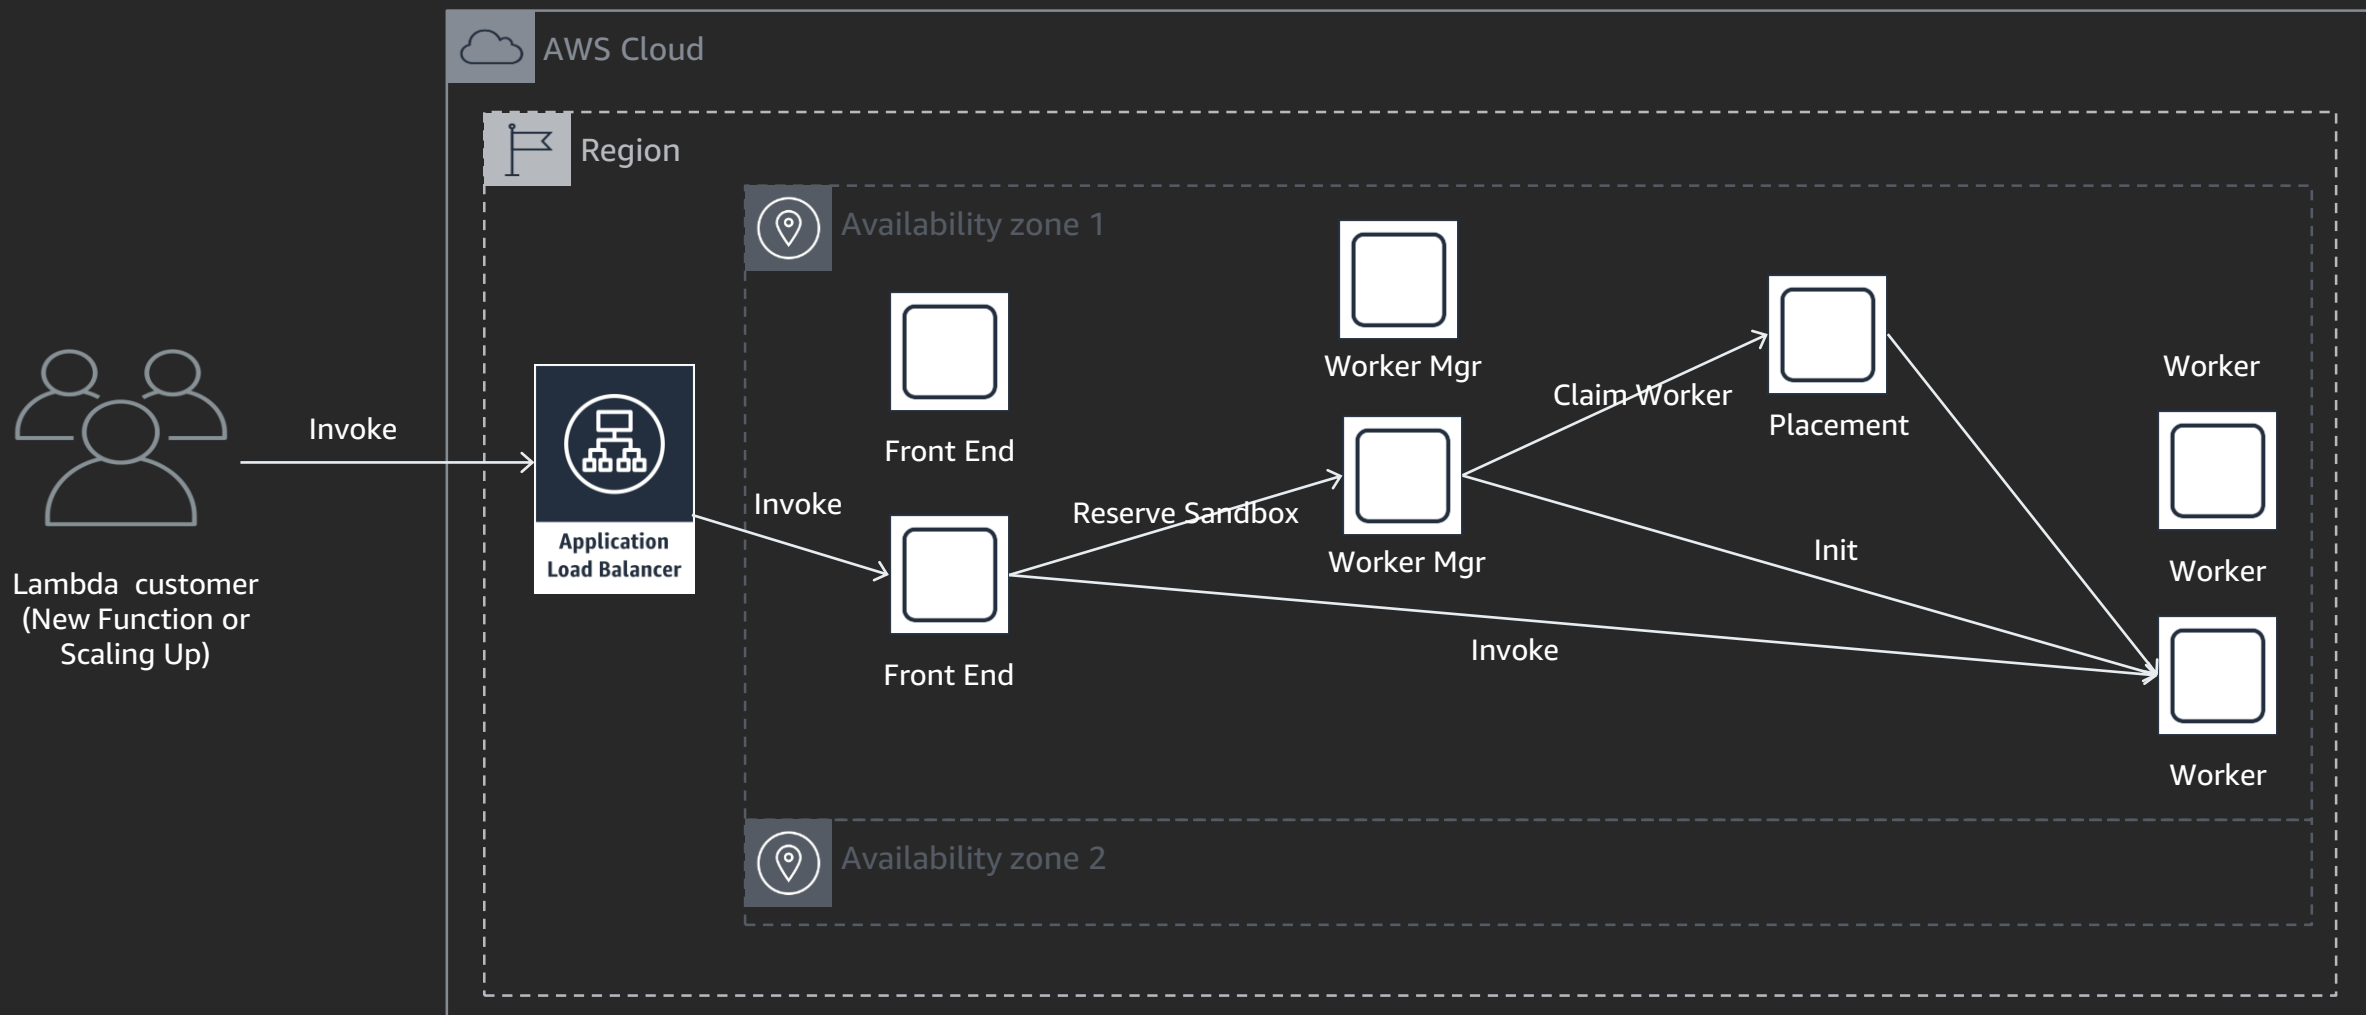 AWS Cloud
Region
Availability zone 1
Worker Mgr
Worker
Claim Worker
Placement
Invoke
Front End
Invoke
Reserve Sandbox
Application
Load Balancer
Worker Mgr
Init
Worker
Lambda  customer
(New Function or
Scaling Up)
Invoke
Front End
Worker
Availability zone 2